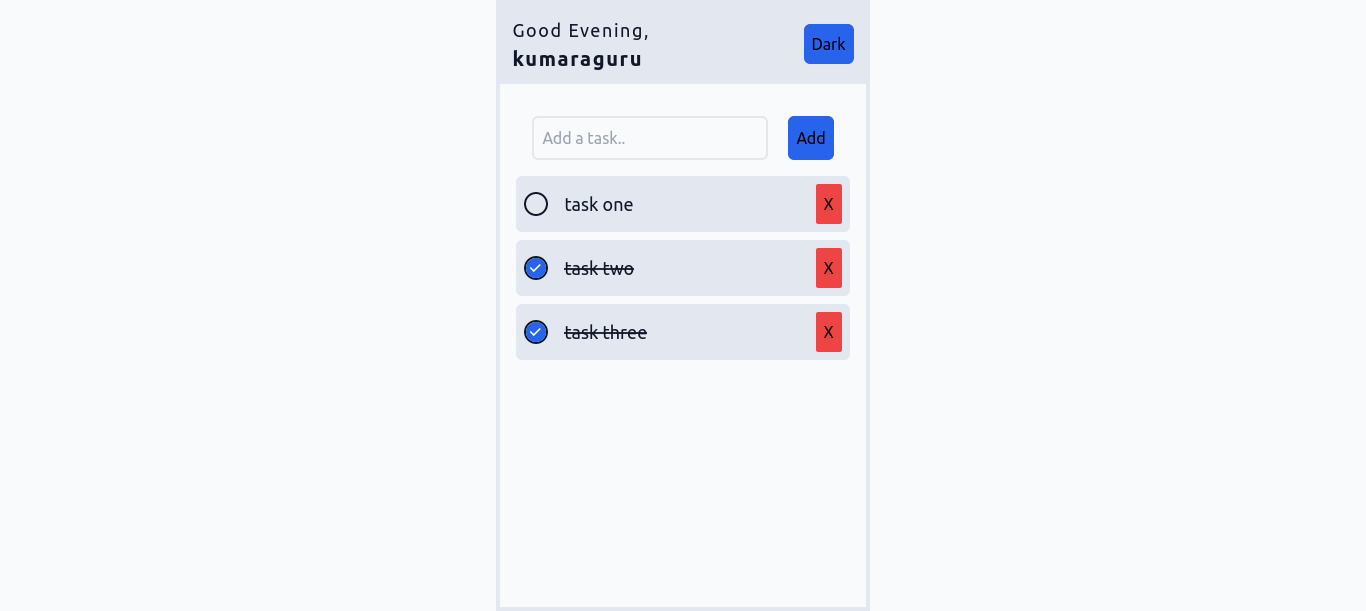 Good Evening,
kumaraguru
Dark
Add a task..
Add
task one
X
task two
X
task three
X